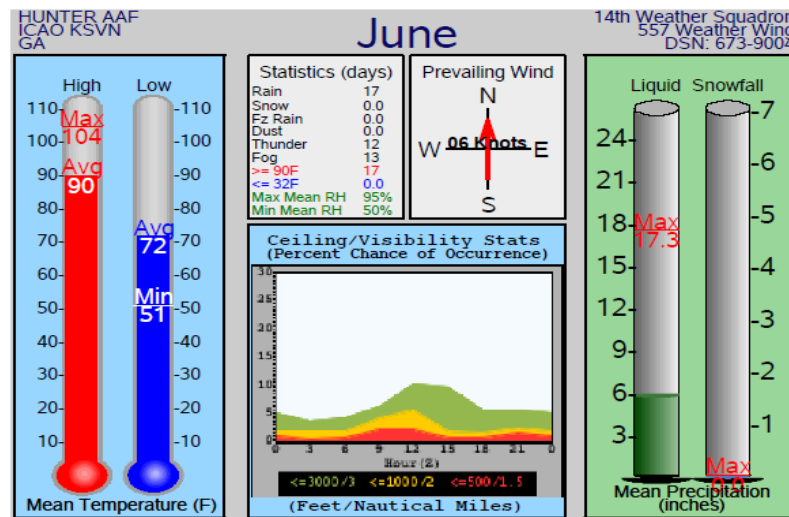 HUNTER AAF
ICAO KSVN
GA
June
14th Weather Squadron
557 Weather Wind
DSN: 673-9004
High Low
110 110
Max
104
100 100
Avg
90 90
90
80 80
Avg
72
70 70
60 60
Min
50 50
51
40 40
30 30
20 20
10 10
Mean Temperature (F)
Statistics (days)
Rain 17
Snow 0.0
Fz Rain 0.0
Dust 0.0
Thunder 12
Fog 13
>= 90F 17
<= 32F 0.0
Max Mean RH 95%
Min Mean RH 50%
Prevailing Wind
N
W 06 Knots E
S
Ceiling/Visibility Stats
(Percent Chance of Occurrence)
30
25
20
15
10
5
0
0 3 6 9 12 15 18 21 0
Hour (Z)
<=3000/3 <=1000/2 <=500/1.5
(Feet/Nautical Miles)
Liquid Snowfall
7
24
6
21
5
18
Max
17.3
15
4
12
3
9
2
6
1
3
Max
0.0
Mean Precipitation
(inches)